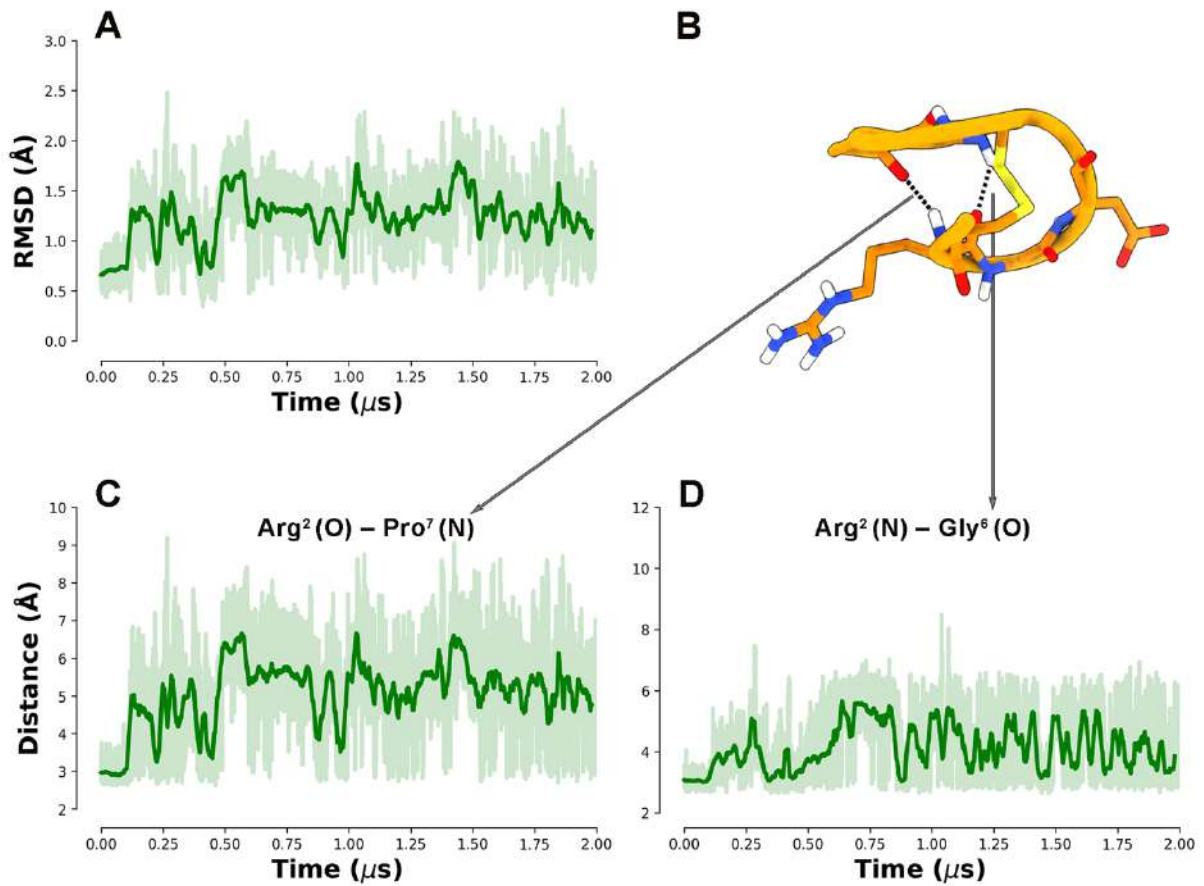 A
B
3.0
2.5
2.0
1.5
1.0
0.5
0.0
RMSD (Å)
0.00 0.25 0.50 0.75 1.00 1.25 1.50 1.75 2.00
Time (μs)
C
D
10
9
8
7
6
5
4
3
2
Distance (Å)
Arg² (O) – Pro⁷ (N)
0.00 0.25 0.50 0.75 1.00 1.25 1.50 1.75 2.00
Time (μs)
12
10
8
6
4
2
Arg² (N) – Gly⁶ (O)
0.00 0.25 0.50 0.75 1.00 1.25 1.50 1.75 2.00
Time (μs)